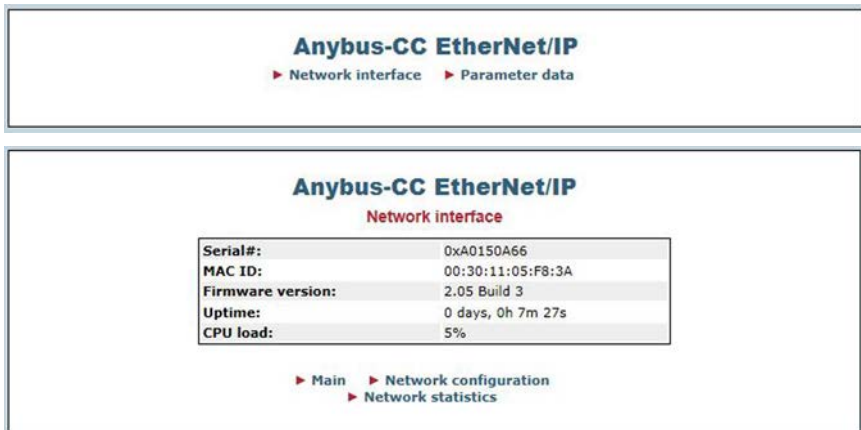 Anybus-CC EtherNet/IP
Network interface Parameter data
Anybus-CC EtherNet/IP
Network interface
Serial#: 0xA0150A66
MAC ID: 00:30:11:05:F8:3A
Firmware version: 2.05 Build 3
Uptime: 0 days, 0h 7m 27s
CPU load: 5%
Main Network configuration
Network statistics